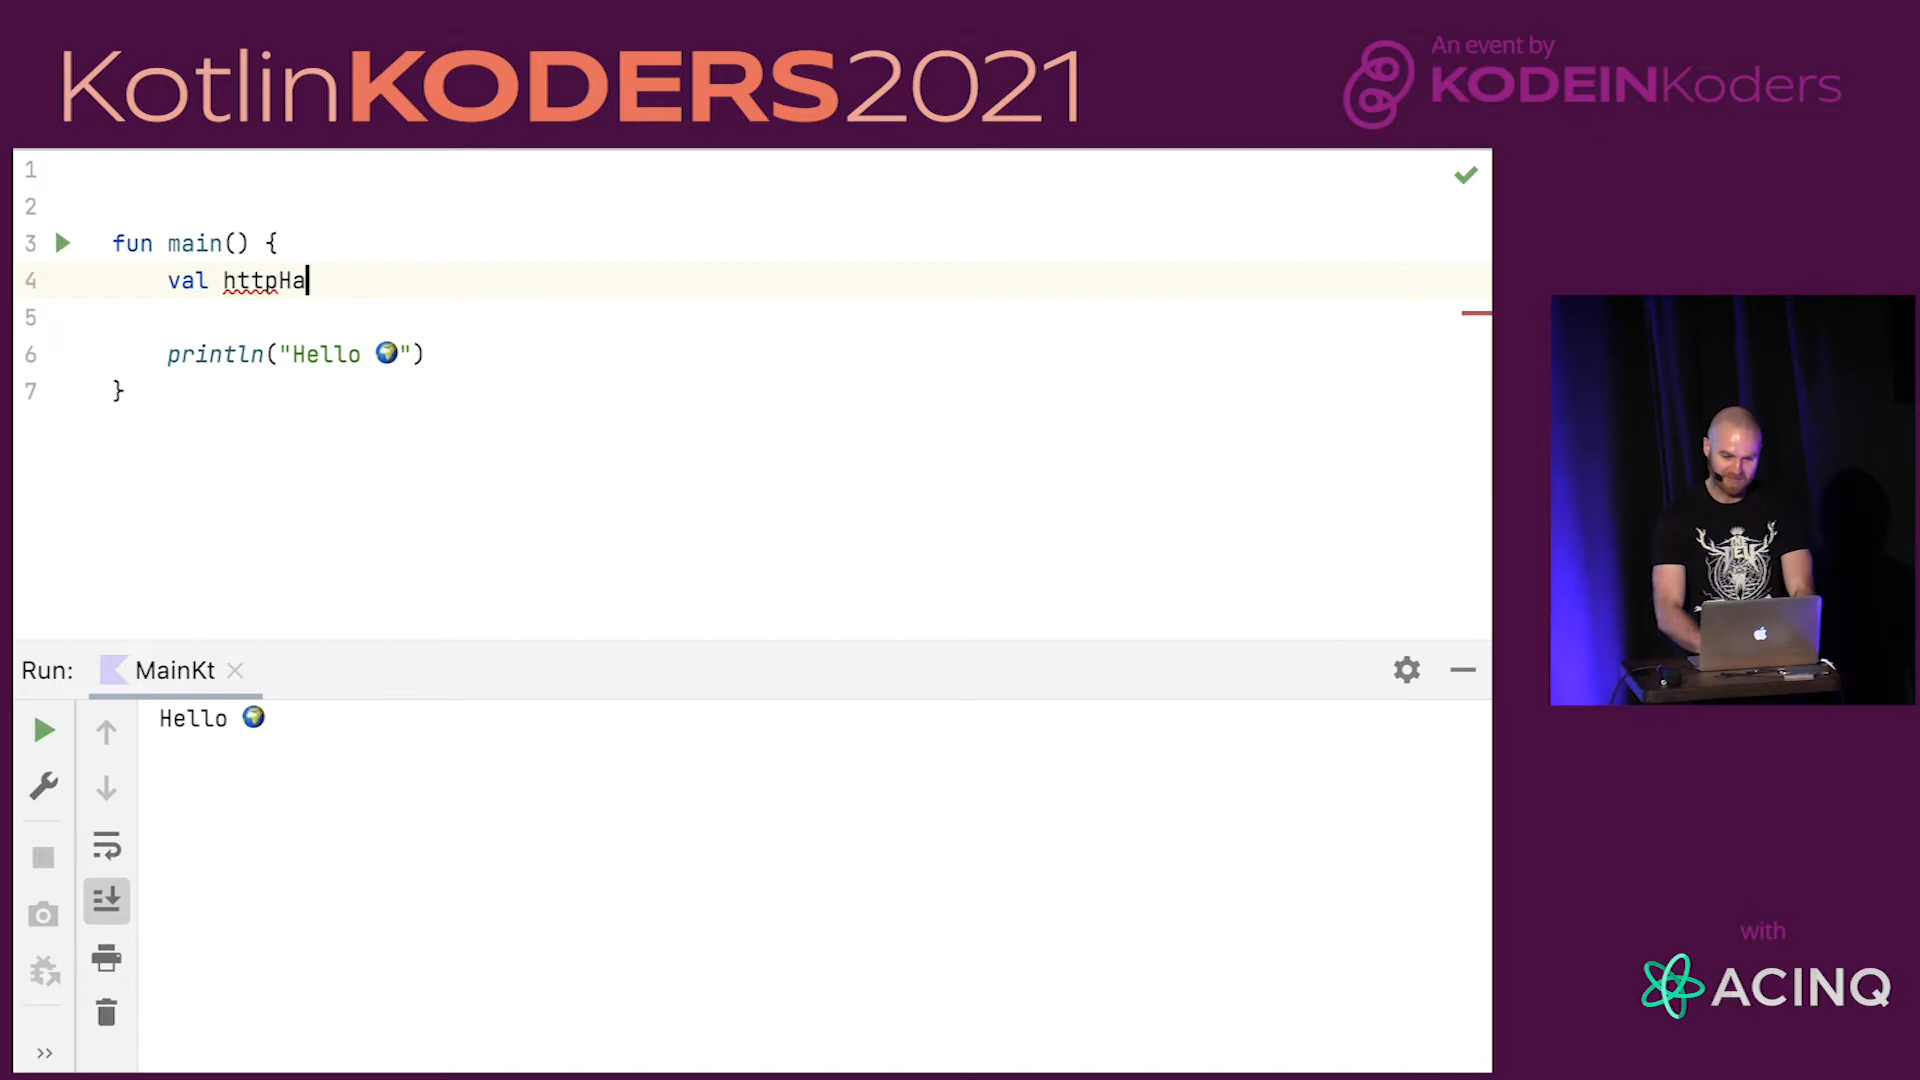 KotlinKODERS2021
An event by
KODEINKoders
1
2
3 fun main() {
4 val httpHa
5
6 println("Hello 🌍")
7 }
Run: MainKt
Hello 🌍
with
ACINQ